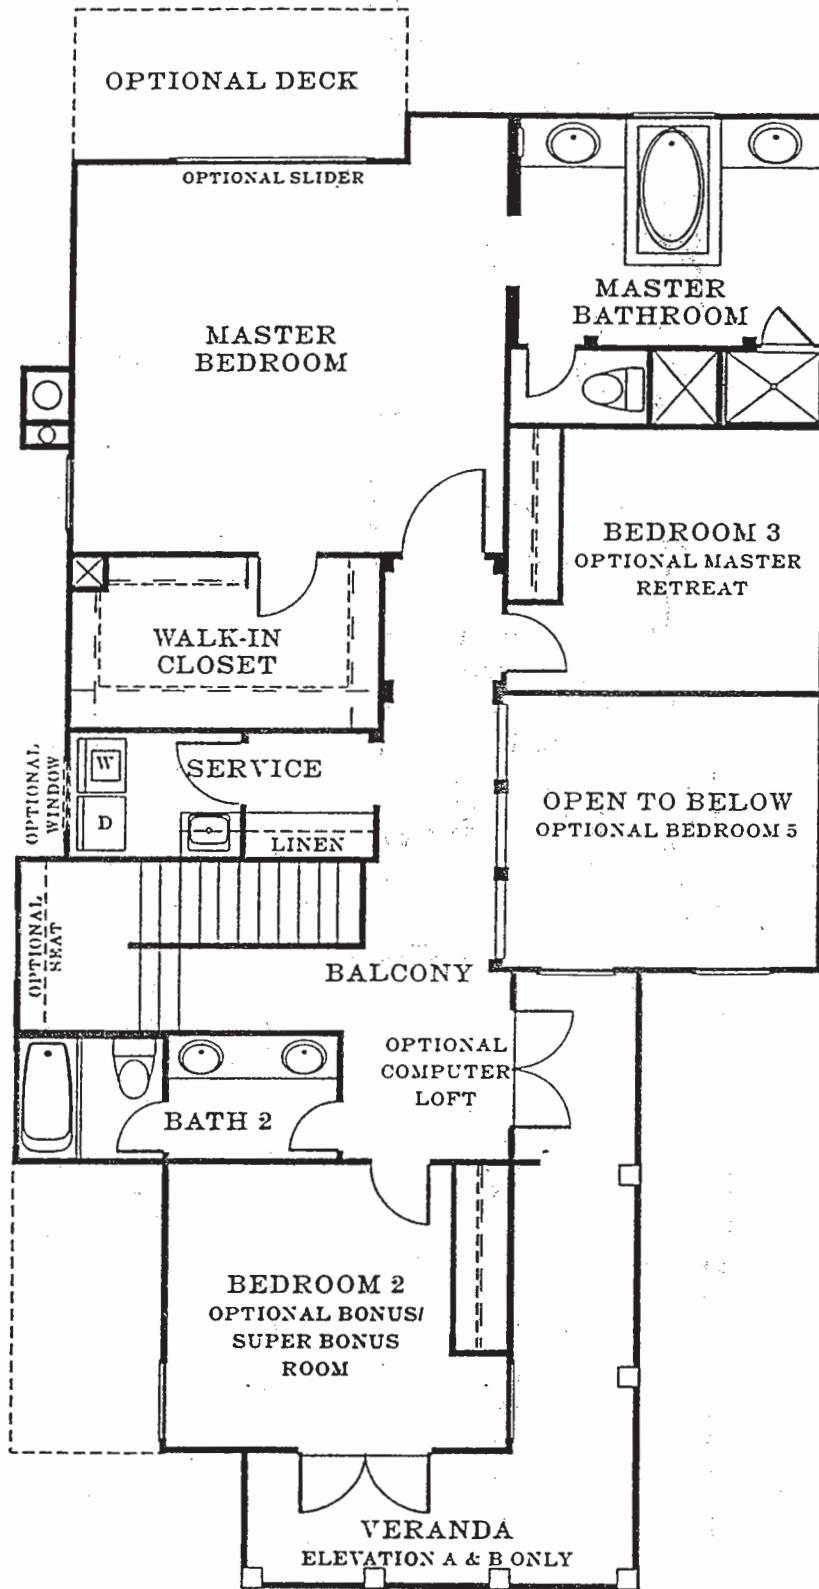 OPTIONAL DECK
OPTIONAL SLIDER
MASTER
BATHROOM
MASTER
BEDROOM
BEDROOM 3
OPTIONAL MASTER
RETREAT
WALK-IN
CLOSET
OPTIONAL
WINDOW
W
SERVICE
D
LINEN
OPEN TO BELOW
OPTIONAL BEDROOM 5
OPTIONAL
SEAT
BALCONY
OPTIONAL
COMPUTER
LOFT
BATH 2
BEDROOM 2
OPTIONAL BONUS/
SUPER BONUS
ROOM
VERANDA
ELEVATION A & B ONLY